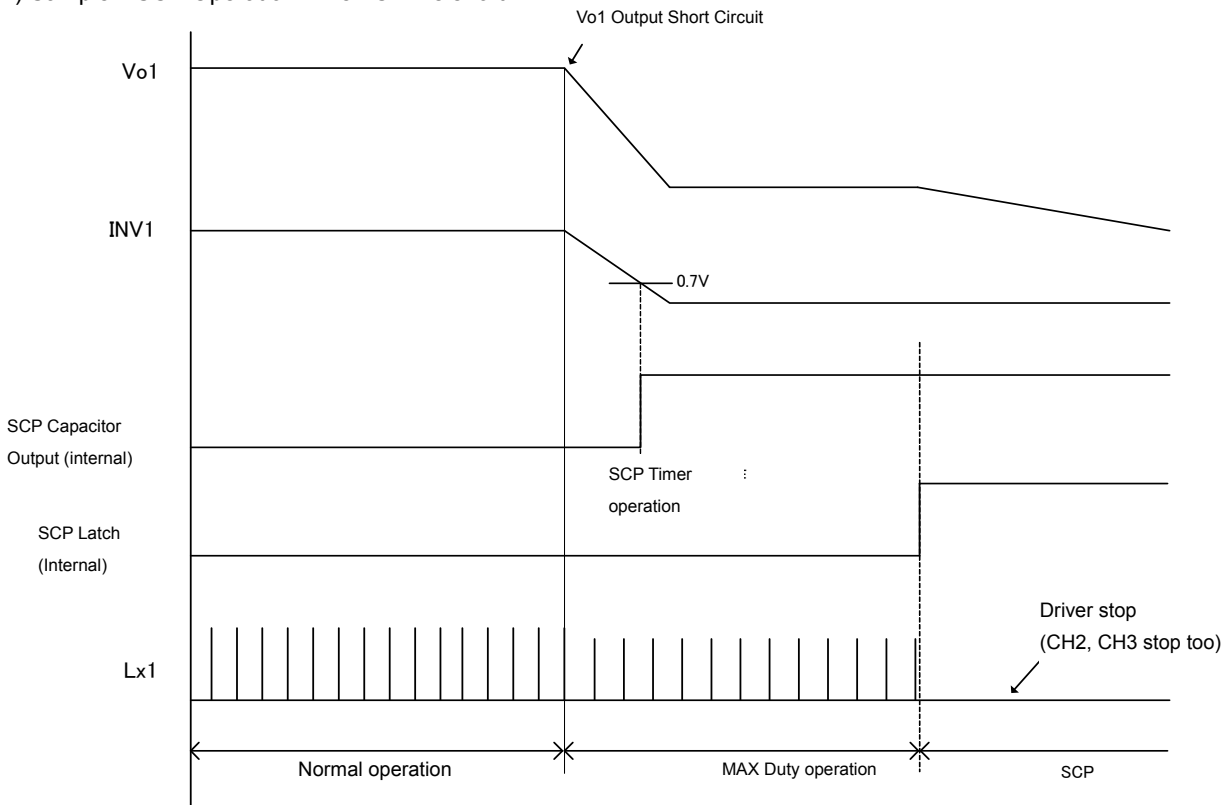 Vo1 Output Short Circuit
Vo1
INV1
0.7V
SCP Capacitor
Output (internal)
SCP Timer
operation
SCP Latch
(Internal)
Driver stop
(CH2, CH3 stop too)
Lx1
Normal operation
MAX Duty operation
SCP